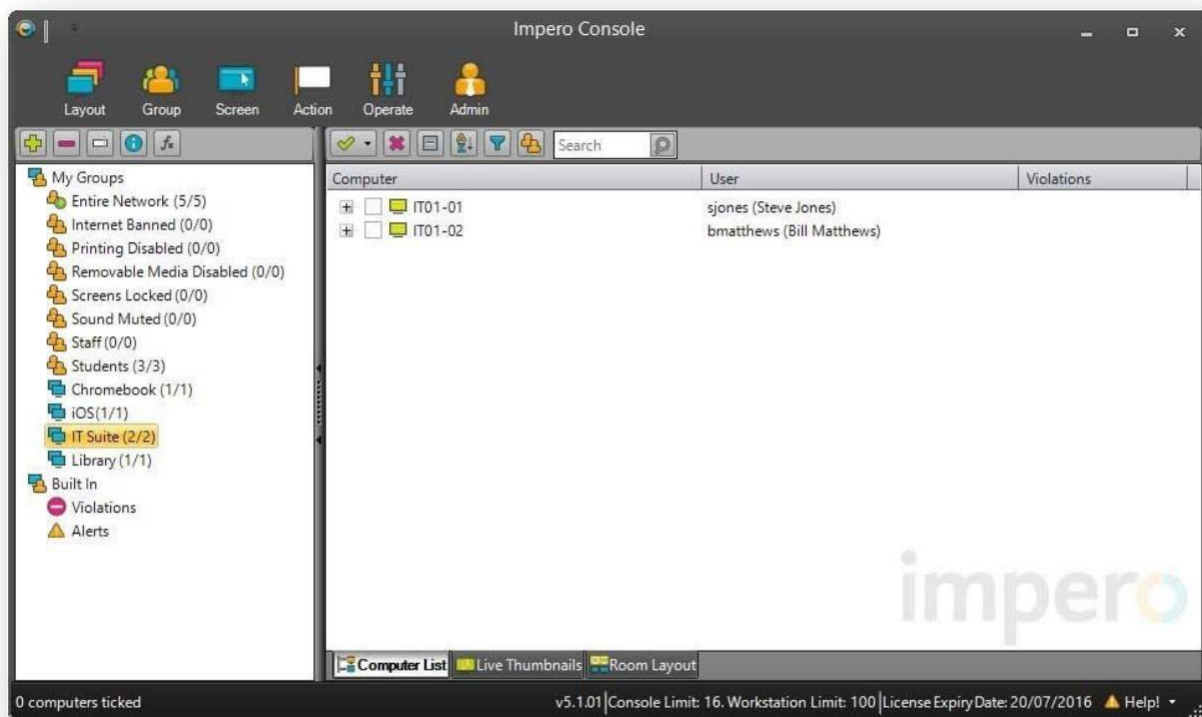 Impero Console
Layout Group Screen Action Operate Admin
Search
My Groups
Entire Network (5/5)
Internet Banned (0/0)
Printing Disabled (0/0)
Removable Media Disabled (0/0)
Screens Locked (0/0)
Sound Muted (0/0)
Staff (0/0)
Students (3/3)
Chromebook (1/1)
iOS(1/1)
IT Suite (2/2)
Library (1/1)
Built In
Violations
Alerts
Computer User Violations
IT01-01 sjones (Steve Jones)
IT01-02 bmatthews (Bill Matthews)
impero
Computer List Live Thumbnails Room Layout
0 computers ticked v5.1.01 Console Limit: 16. Workstation Limit: 100 License Expiry Date: 20/07/2016 Help!